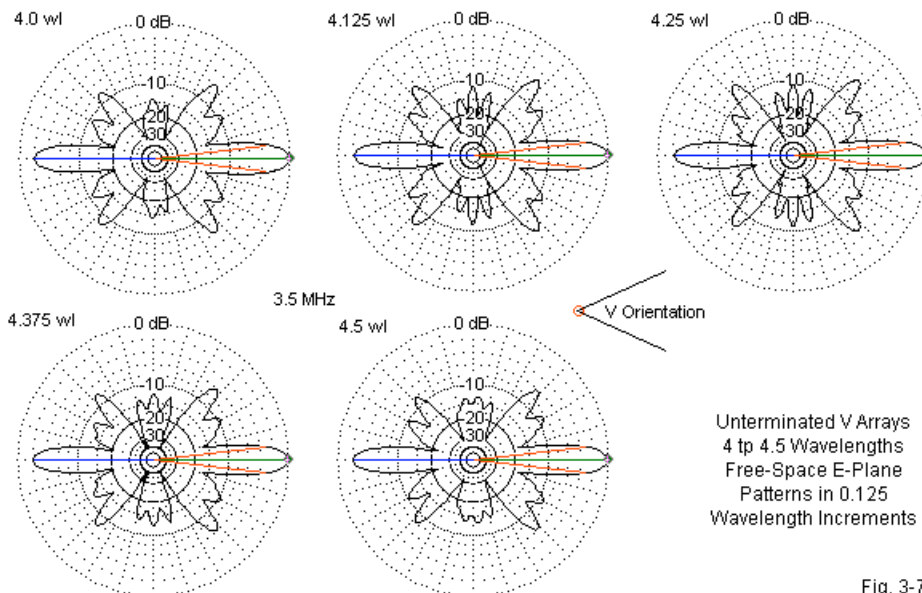 4.0 wl
0 dB
-10
20
30
4.125 wl
0 dB
-10
20
30
4.25 wl
0 dB
-10
20
30
3.5 MHz
V Orientation
4.375 wl
0 dB
-10
20
30
4.5 wl
0 dB
-10
20
30
Unterminated V Arrays
4 tp 4.5 Wavelengths
Free-Space E-Plane
Patterns in 0.125
Wavelength Increments
Fig. 3-7